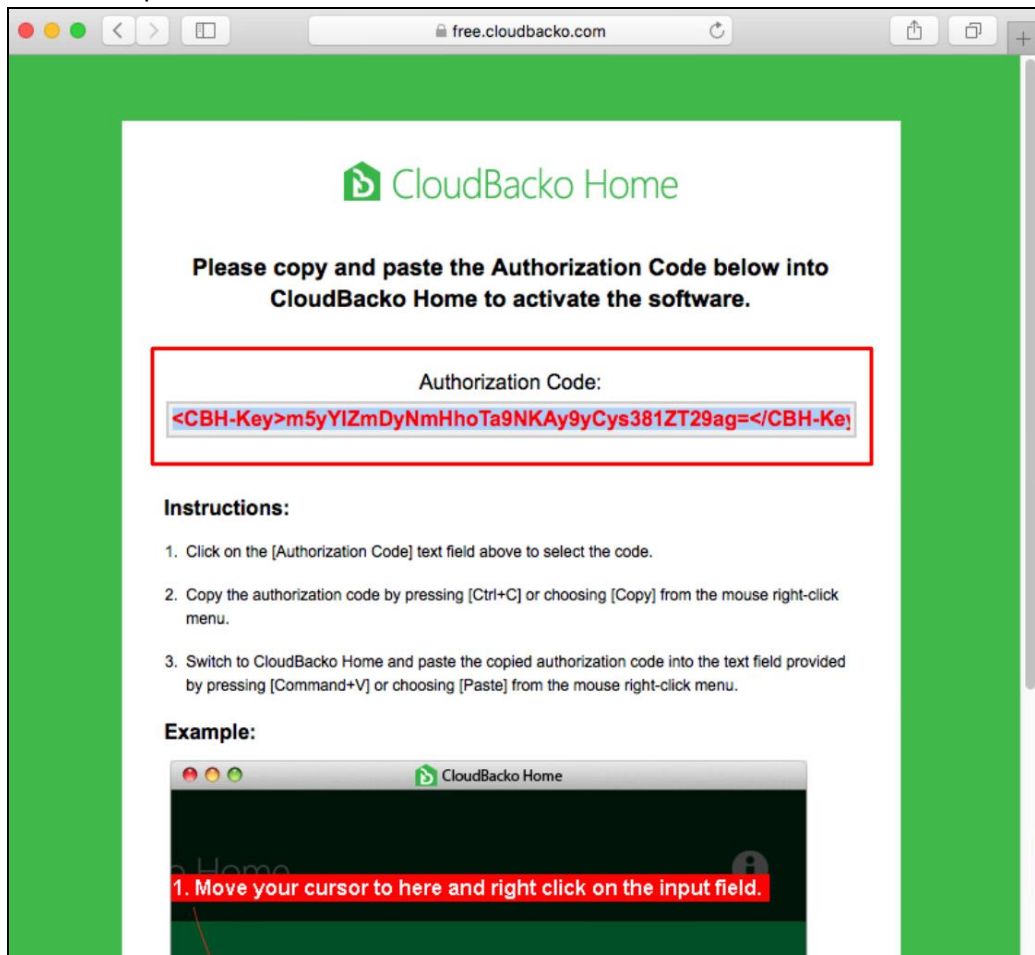 free.cloudbacko.com
CloudBacko Home
Please copy and paste the Authorization Code below into
CloudBacko Home to activate the software.
Authorization Code:
<CBH-Key>m5yYIZmDyNmHhoTa9NKAy9yCys381ZT29ag=</CBH-Key
Instructions:
1. Click on the [Authorization Code] text field above to select the code.
2. Copy the authorization code by pressing [Ctrl+C] or choosing [Copy] from the mouse right-click
menu.
3. Switch to CloudBacko Home and paste the copied authorization code into the text field provided
by pressing [Command+V] or choosing [Paste] from the mouse right-click menu.
Example:
CloudBacko Home
Home
1. Move your cursor to here and right click on the input field.